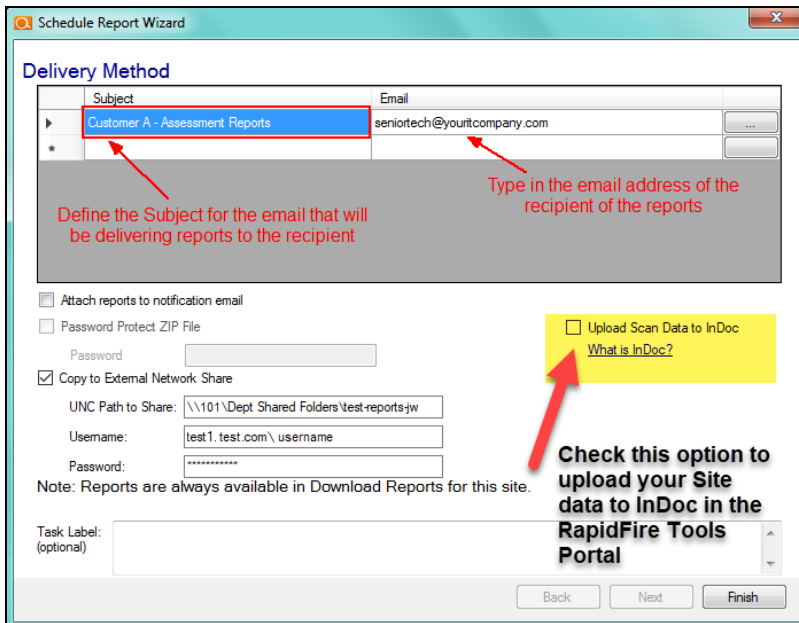 Schedule Report Wizard
x
Delivery Method
Subject Email
Customer A - Assessment Reports seniortech@youritcompany.com ...
*
Define the Subject for the email that will
be delivering reports to the recipient
Type in the email address of the
recipient of the reports
Attach reports to notification email
Password Protect ZIP File
Password
Upload Scan Data to InDoc
What is InDoc?
Copy to External Network Share
UNC Path to Share: \\101\Dept Shared Folders\test-reports-jw
Username: test1. test.com\ username
Password: ***********
Note: Reports are always available in Download Reports for this site.
Check this option to
upload your Site
data to InDoc in the
RapidFire Tools
Portal
Task Label:
(optional)
Back Next Finish